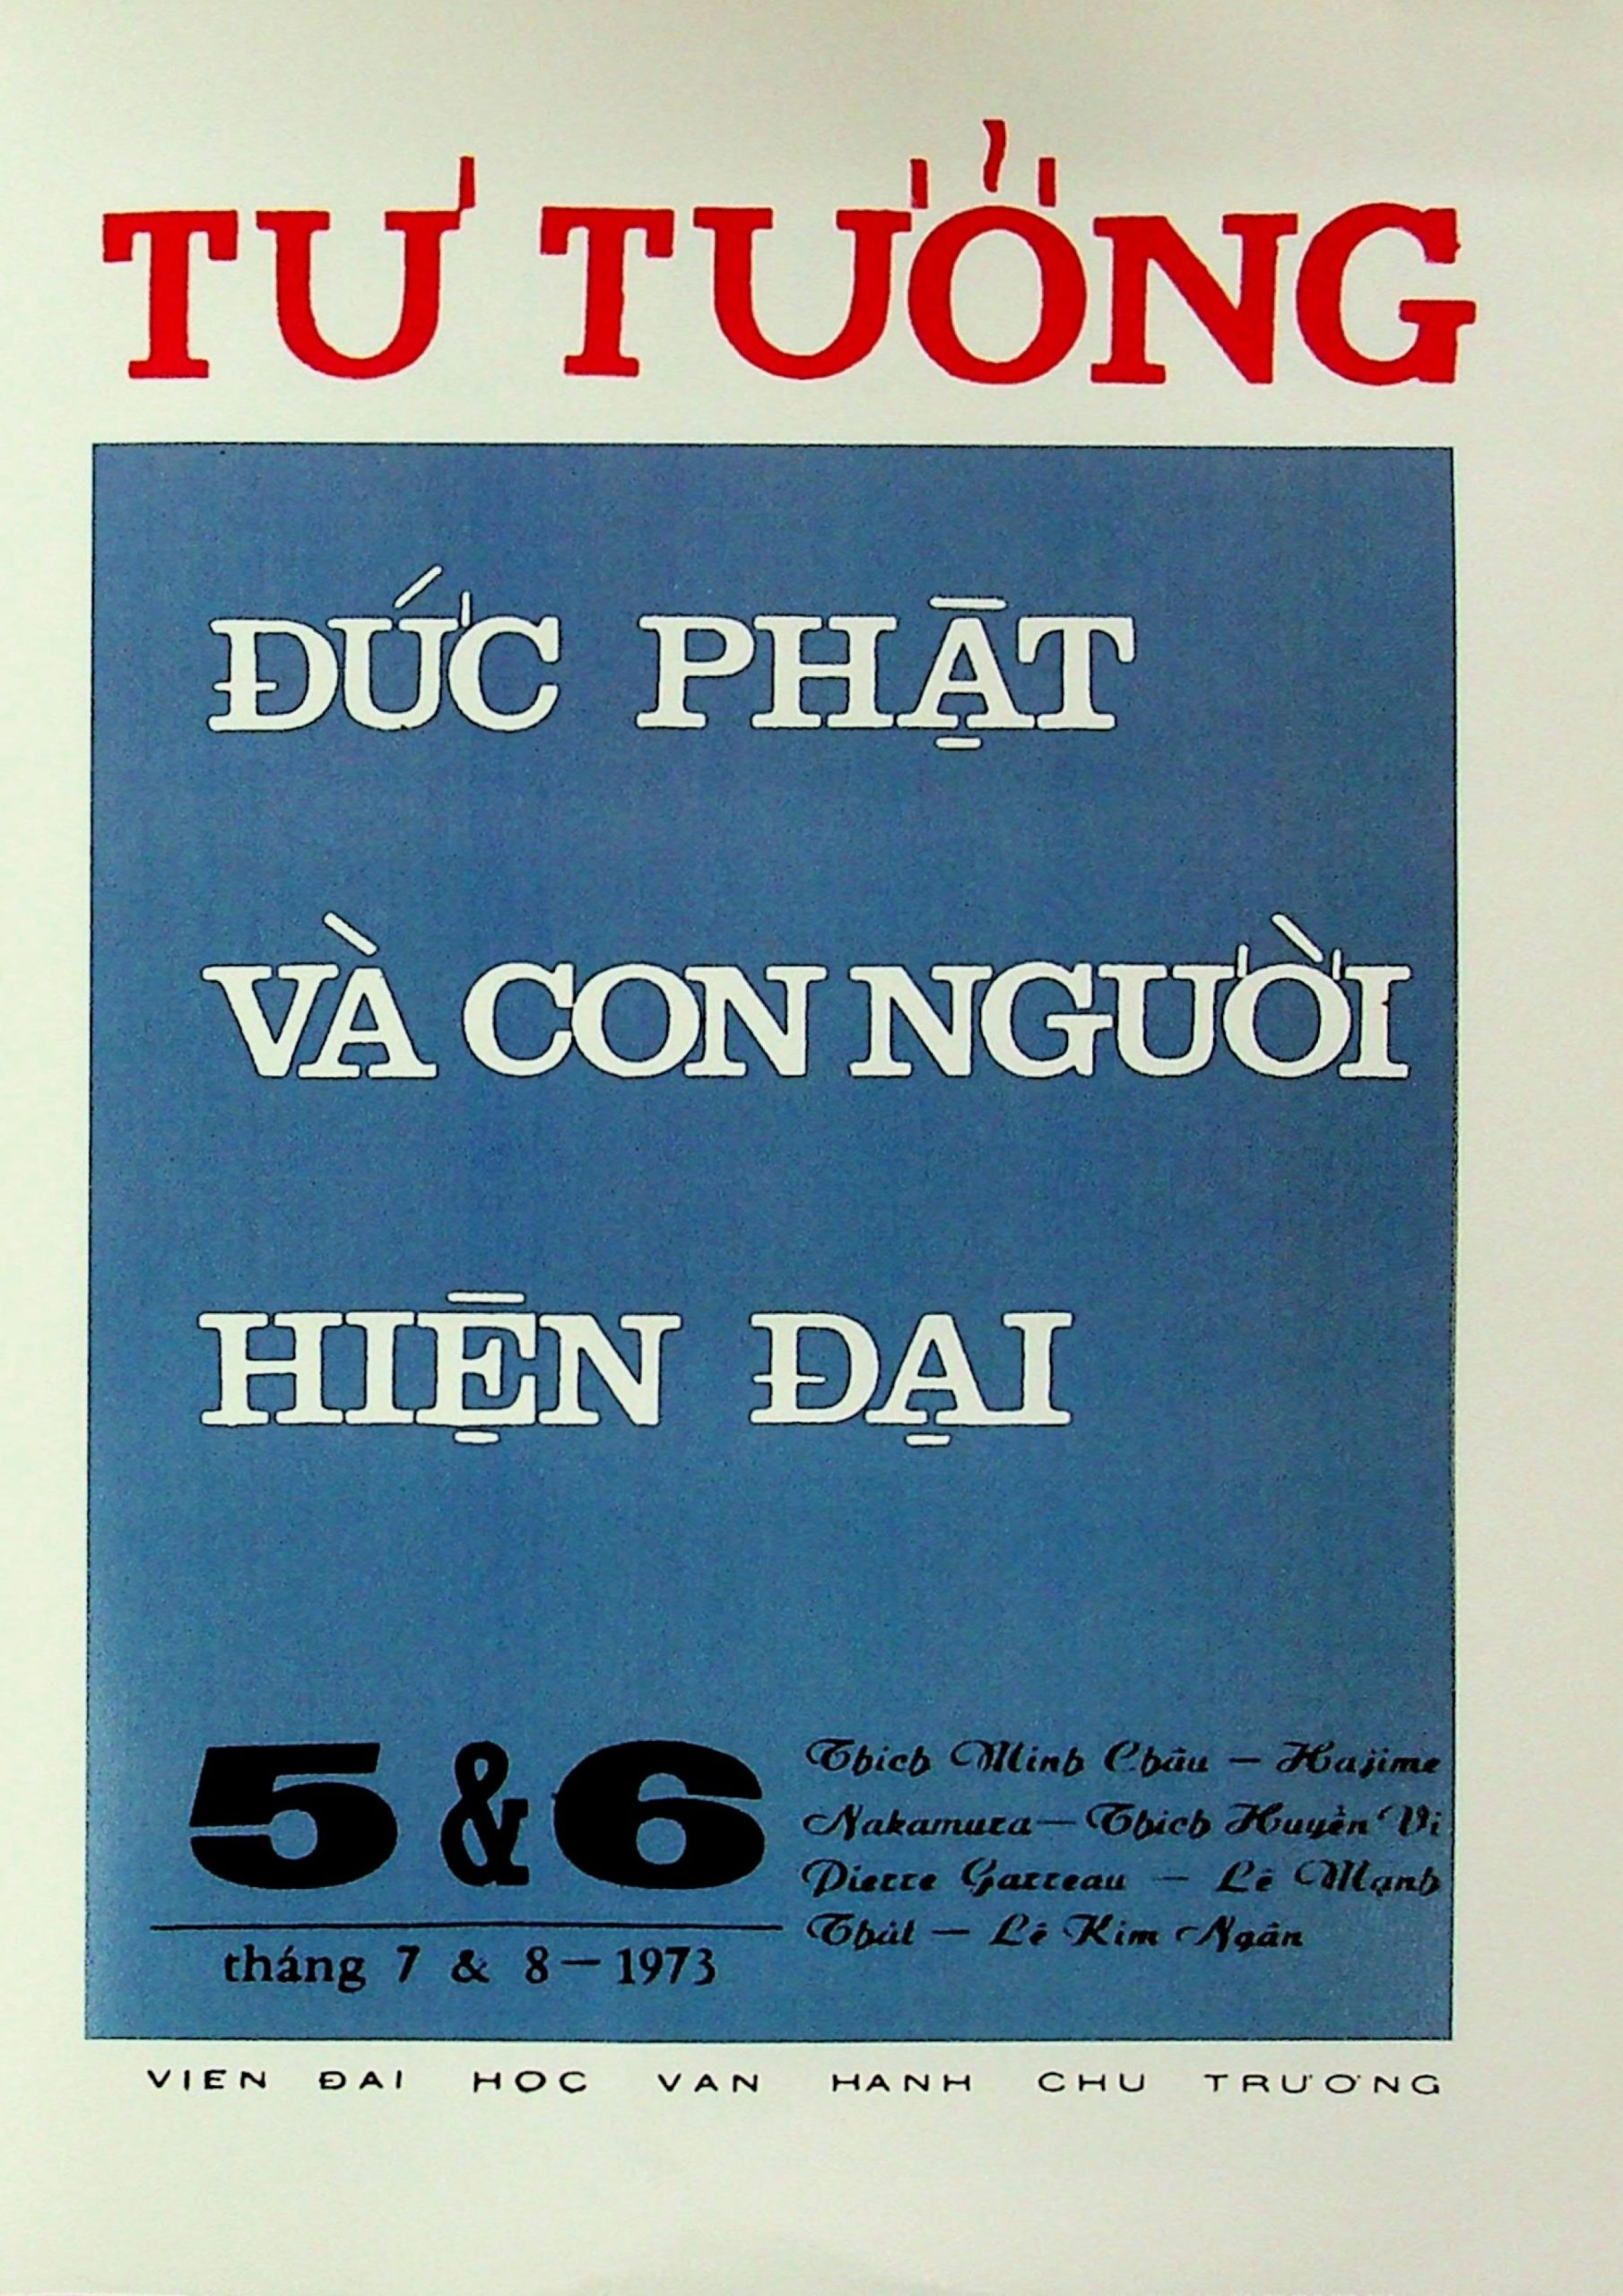 TƯ TƯỞNG
ĐỨC PHẬT
VÀ CON NGƯỜI
HIỆN ĐẠI
5 & 6
tháng 7 & 8 — 1973
Thích Minh Châu — Hajime
Nakamura — Thích Huyền Vi
Pierre Garreau — Lê Mạnh
Thát — Lê Kim Ngân
VIEN ĐAI HOC VAN HANH CHU TRƯƠNG